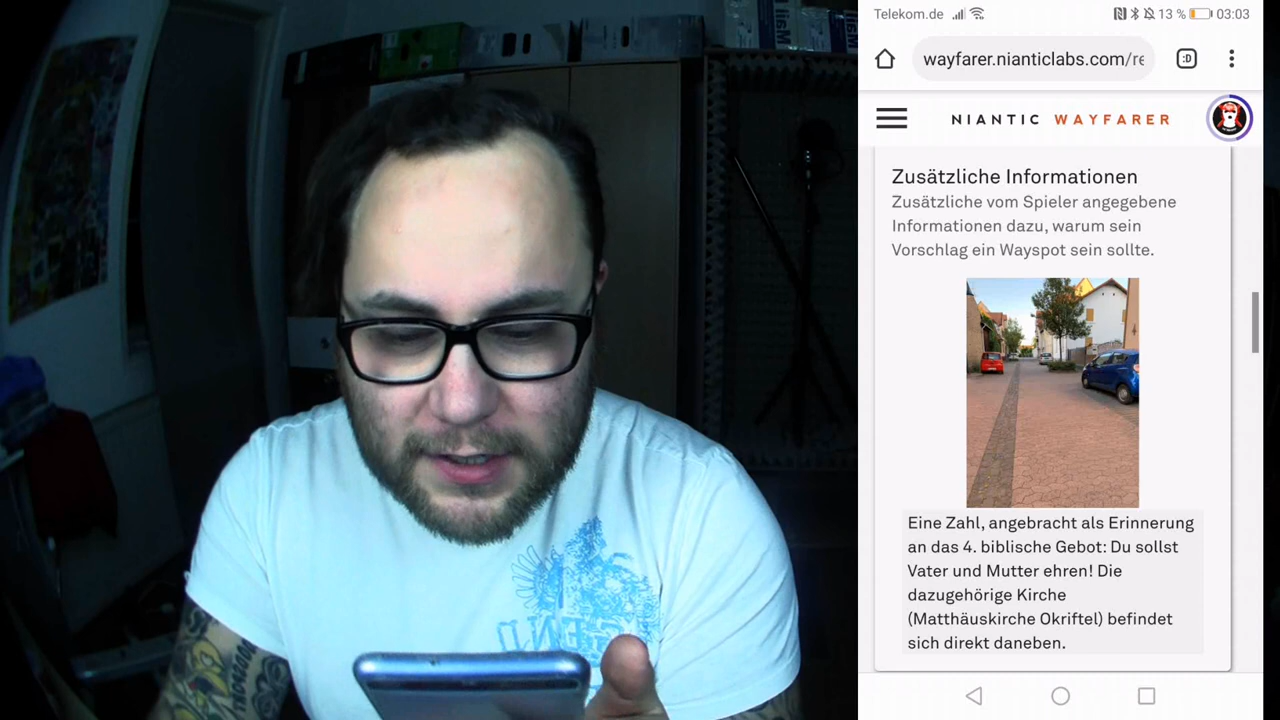 Telekom.de
13 %
03:03
wayfarer.nianticlabs.com/re
:D
NIANTIC WAYFARER
Zusätzliche Informationen
Zusätzliche vom Spieler angegebene
Informationen dazu, warum sein
Vorschlag ein Wayspot sein sollte.
Eine Zahl, angebracht als Erinnerung
an das 4. biblische Gebot: Du sollst
Vater und Mutter ehren! Die
dazugehörige Kirche
(Matthäuskirche Okriftel) befindet
sich direkt daneben.